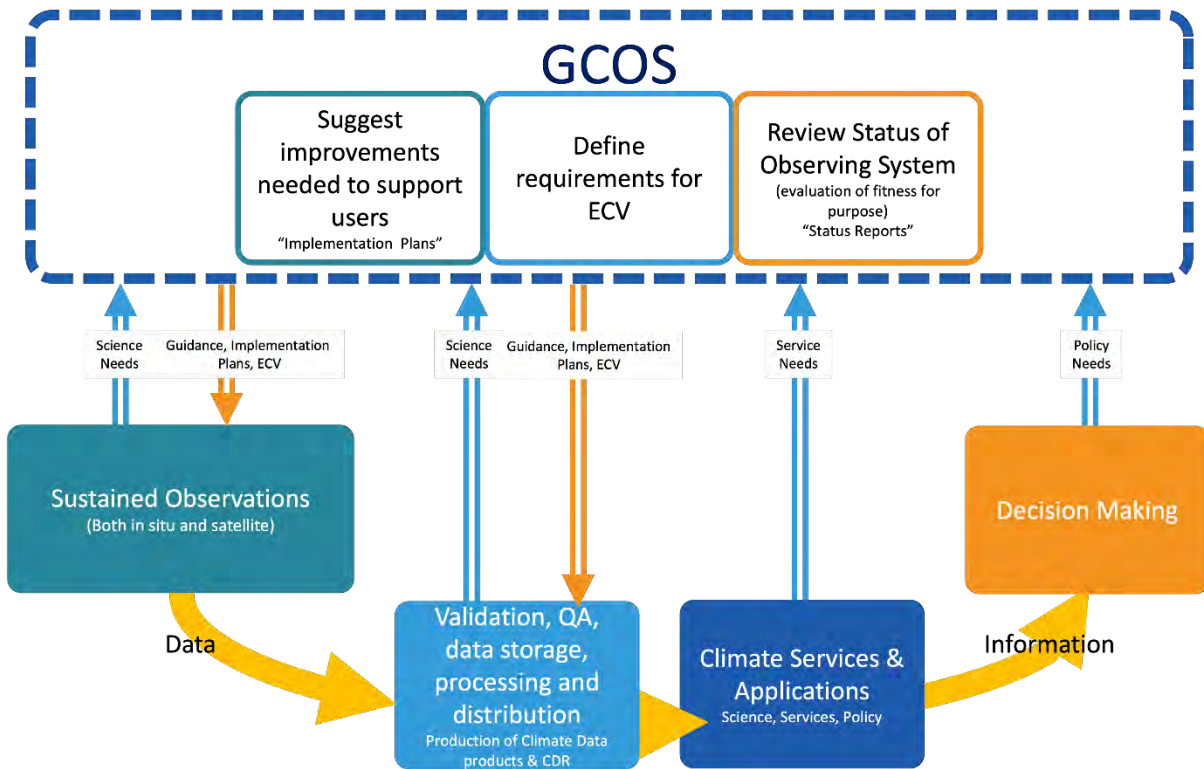 GCOS
Suggest
improvements
needed to support
users
“Implementation Plans”
Define
requirements for
ECV
Review Status of
Observing System
(evaluation of fitness for
purpose)
“Status Reports”
Science
Needs
Guidance, Implementation
Plans, ECV
Science
Needs
Guidance, Implementation
Plans, ECV
Service
Needs
Policy
Needs
Sustained Observations
(Both in situ and satellite)
Decision Making
Data
Validation, QA,
data storage,
processing and
distribution
Production of Climate Data
products & CDR
Climate Services &
Applications
Science, Services, Policy
Information